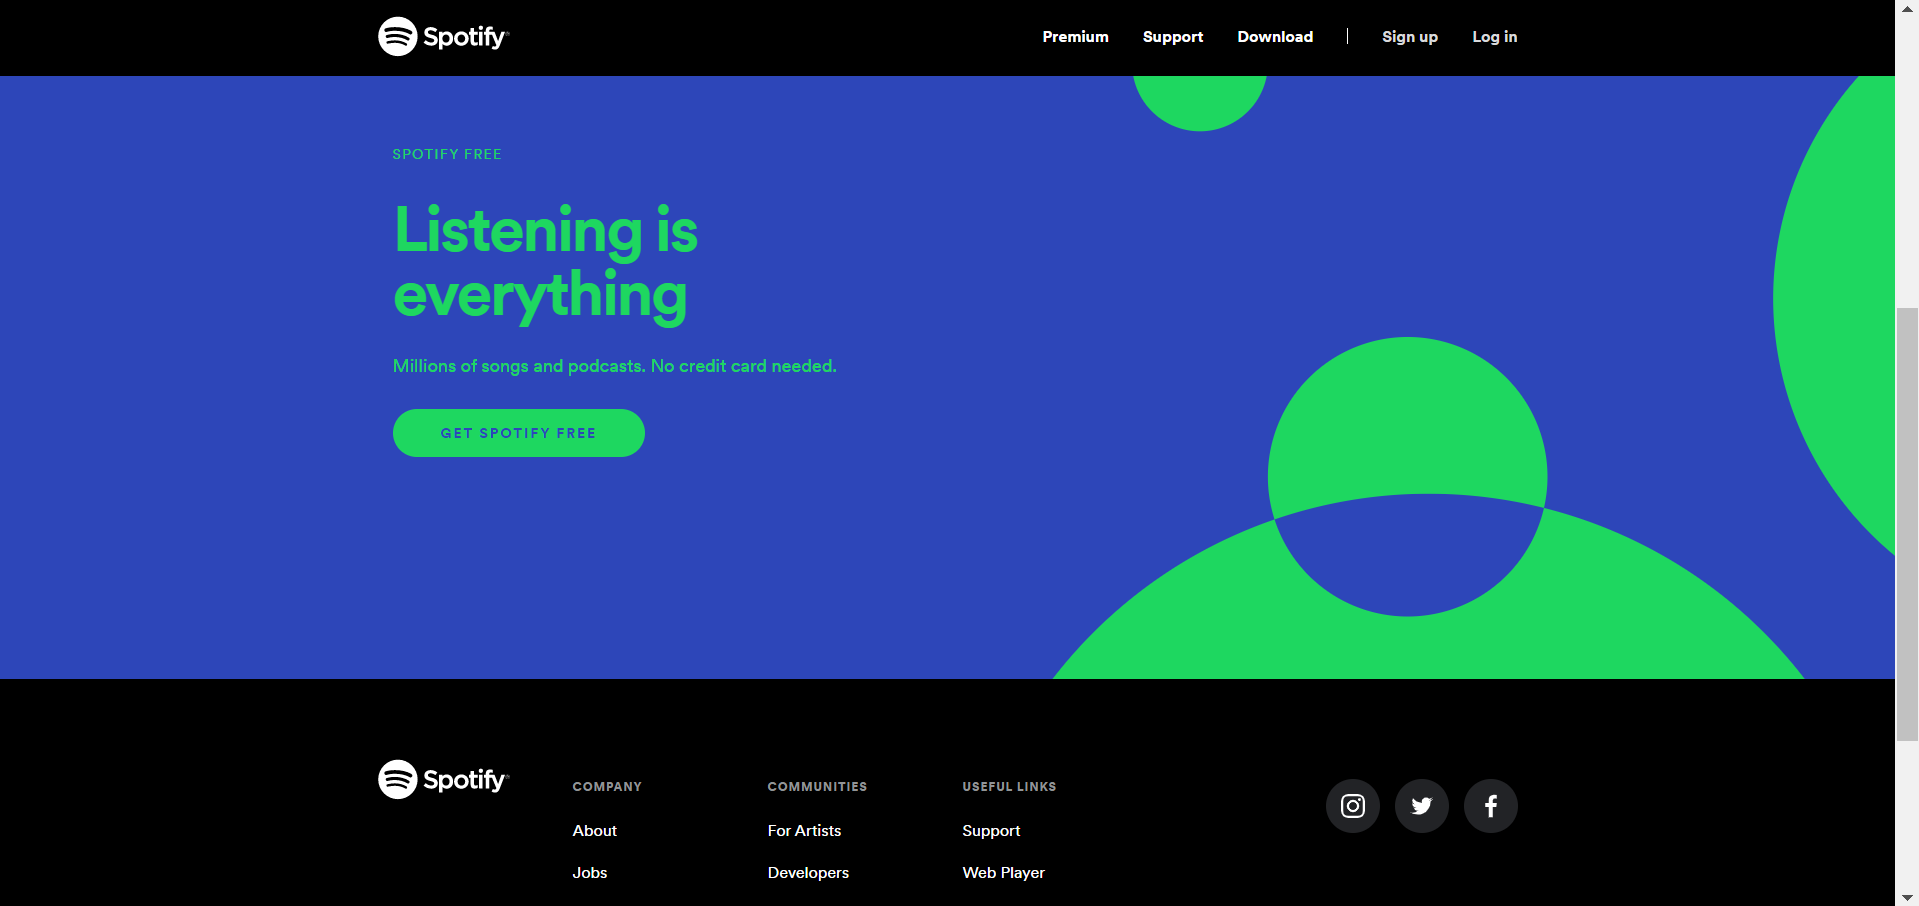 Spotify
Premium Support Download Sign up Log in
SPOTIFY FREE
Listening is
everything
Millions of songs and podcasts. No credit card needed.
GET SPOTIFY FREE
Spotify
COMPANY COMMUNITIES USEFUL LINKS
About For Artists Support
Jobs Developers Web Player